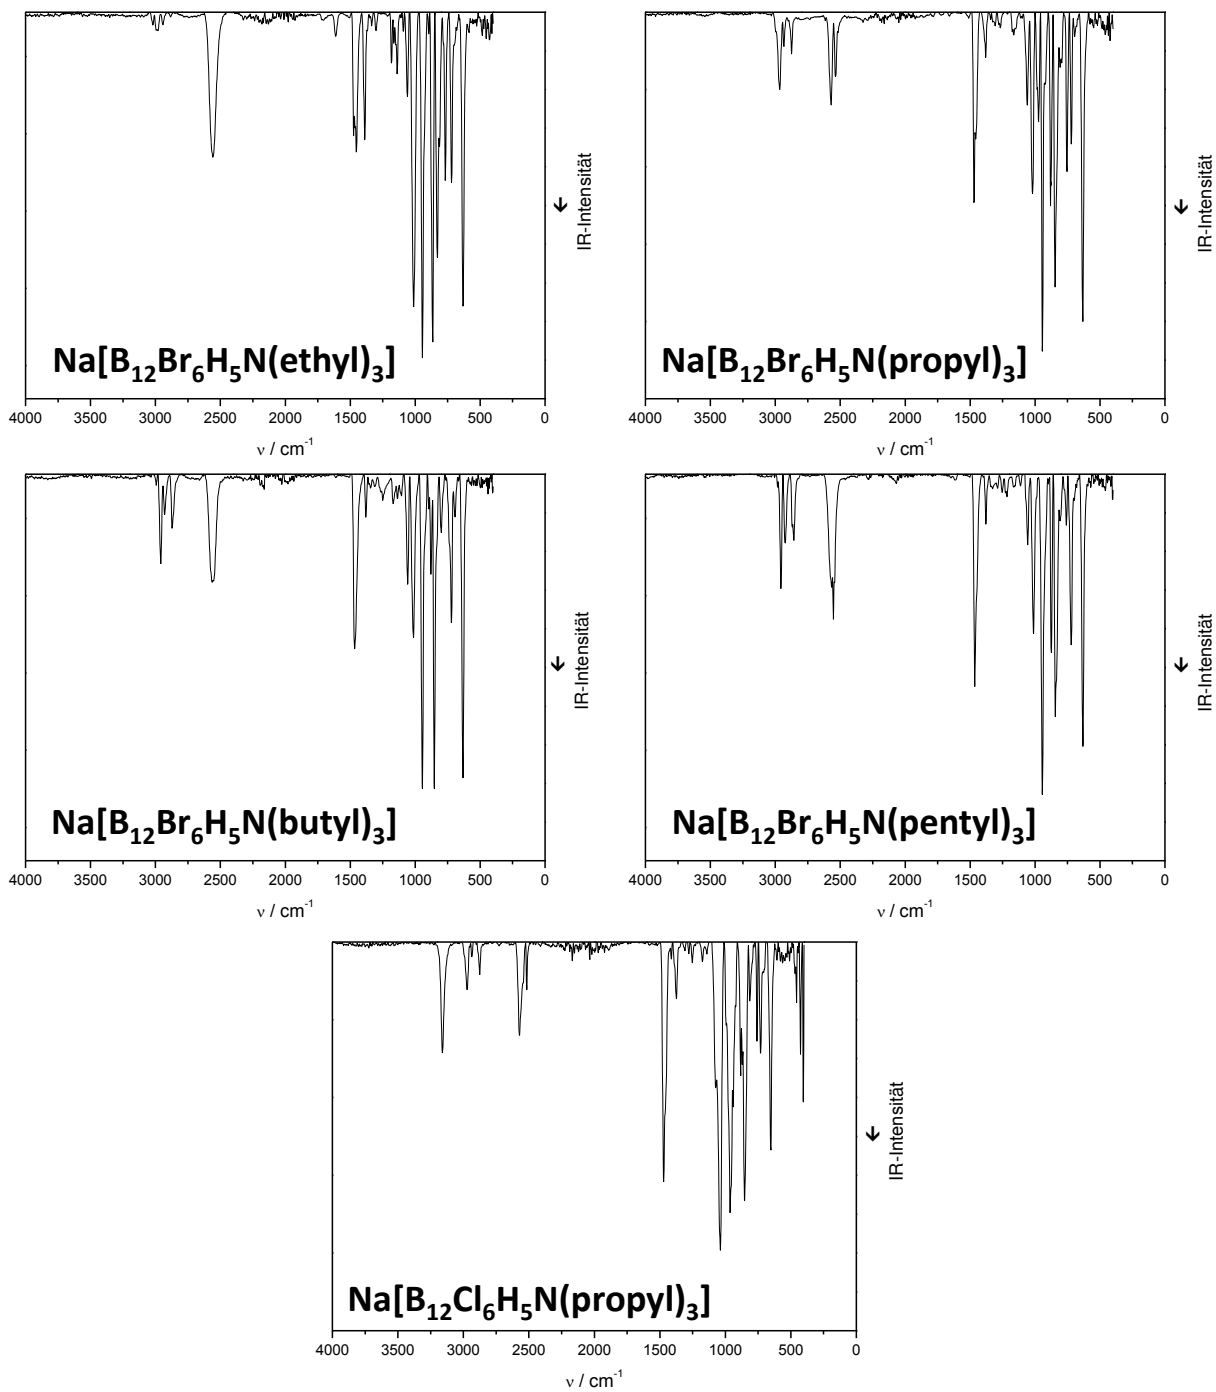 Na[B₁₂Br₆H₅N(ethyl)₃]
IR-Intensität
4000 3500 3000 2500 2000 1500 1000 500 0
ν / cm⁻¹
Na[B₁₂Br₆H₅N(propyl)₃]
IR-Intensität
4000 3500 3000 2500 2000 1500 1000 500 0
ν / cm⁻¹
Na[B₁₂Br₆H₅N(butyl)₃]
IR-Intensität
4000 3500 3000 2500 2000 1500 1000 500 0
ν / cm⁻¹
Na[B₁₂Br₆H₅N(pentyl)₃]
IR-Intensität
4000 3500 3000 2500 2000 1500 1000 500 0
ν / cm⁻¹
Na[B₁₂Cl₆H₅N(propyl)₃]
IR-Intensität
4000 3500 3000 2500 2000 1500 1000 500 0
ν / cm⁻¹